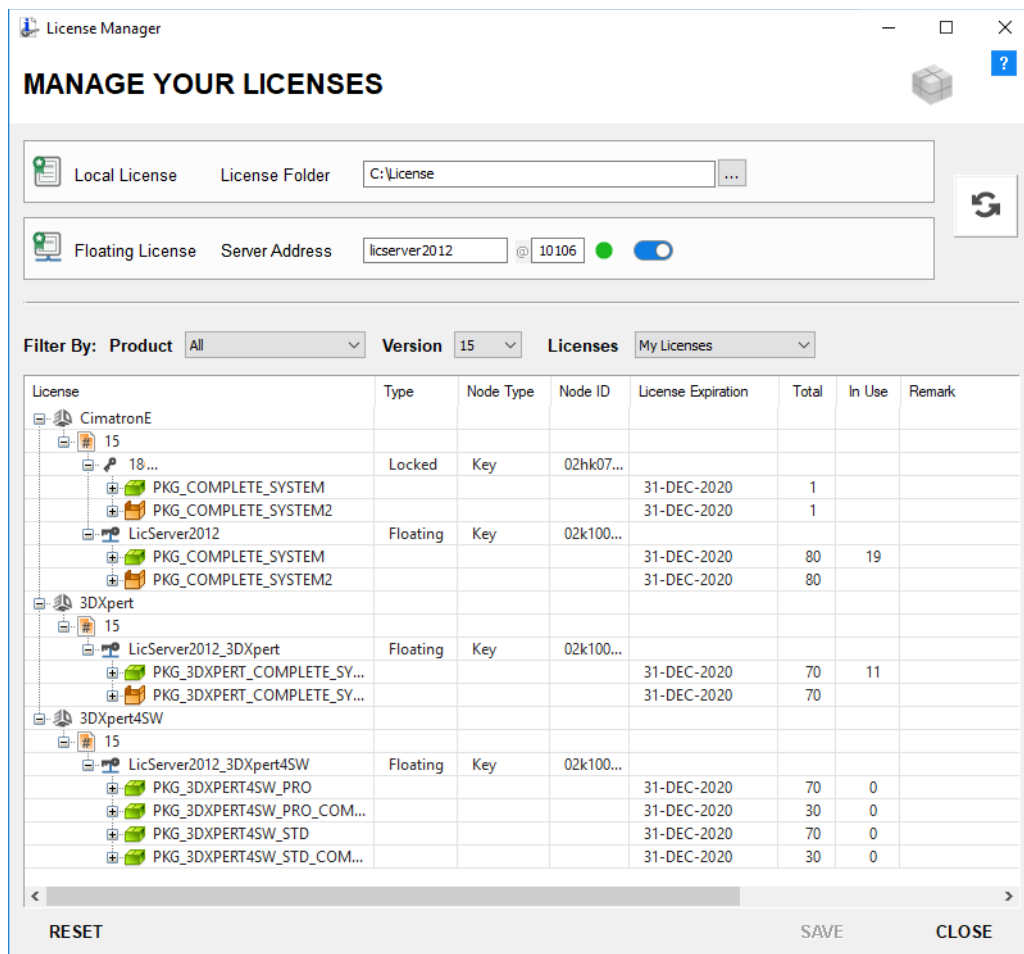 License Manager
?
MANAGE YOUR LICENSES
Local License License Folder C:\License ...
Floating License Server Address licserver2012 @ 10106
Filter By: Product All Version 15 Licenses My Licenses
License Type Node Type Node ID License Expiration Total In Use Remark
CimatronE
# 15
18... Locked Key 02hk07...
PKG_COMPLETE_SYSTEM 31-DEC-2020 1
PKG_COMPLETE_SYSTEM2 31-DEC-2020 1
LicServer2012 Floating Key 02k100...
PKG_COMPLETE_SYSTEM 31-DEC-2020 80 19
PKG_COMPLETE_SYSTEM2 31-DEC-2020 80
3DXpert
# 15
LicServer2012_3DXpert Floating Key 02k100...
PKG_3DXPERT_COMPLETE_SY... 31-DEC-2020 70 11
PKG_3DXPERT_COMPLETE_SY... 31-DEC-2020 70
3DXpert4SW
# 15
LicServer2012_3DXpert4SW Floating Key 02k100...
PKG_3DXPERT4SW_PRO 31-DEC-2020 70 0
PKG_3DXPERT4SW_PRO_COM... 31-DEC-2020 30 0
PKG_3DXPERT4SW_STD 31-DEC-2020 70 0
PKG_3DXPERT4SW_STD_COM... 31-DEC-2020 30 0
RESET SAVE CLOSE